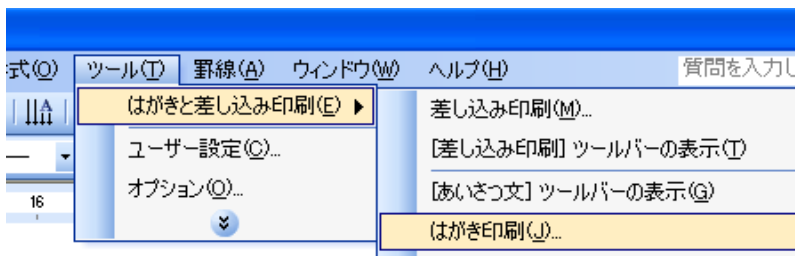 式(O) ツール(T) 罫線(A) ウィンドウ(W) ヘルプ(H) 質問を入力し
はがきと差し込み印刷(E)
ユーザー設定(C)...
オプション(O)...
差し込み印刷(M)...
[差し込み印刷] ツールバーの表示(T)
[あいさつ文] ツールバーの表示(G)
はがき印刷(J)...
A
16